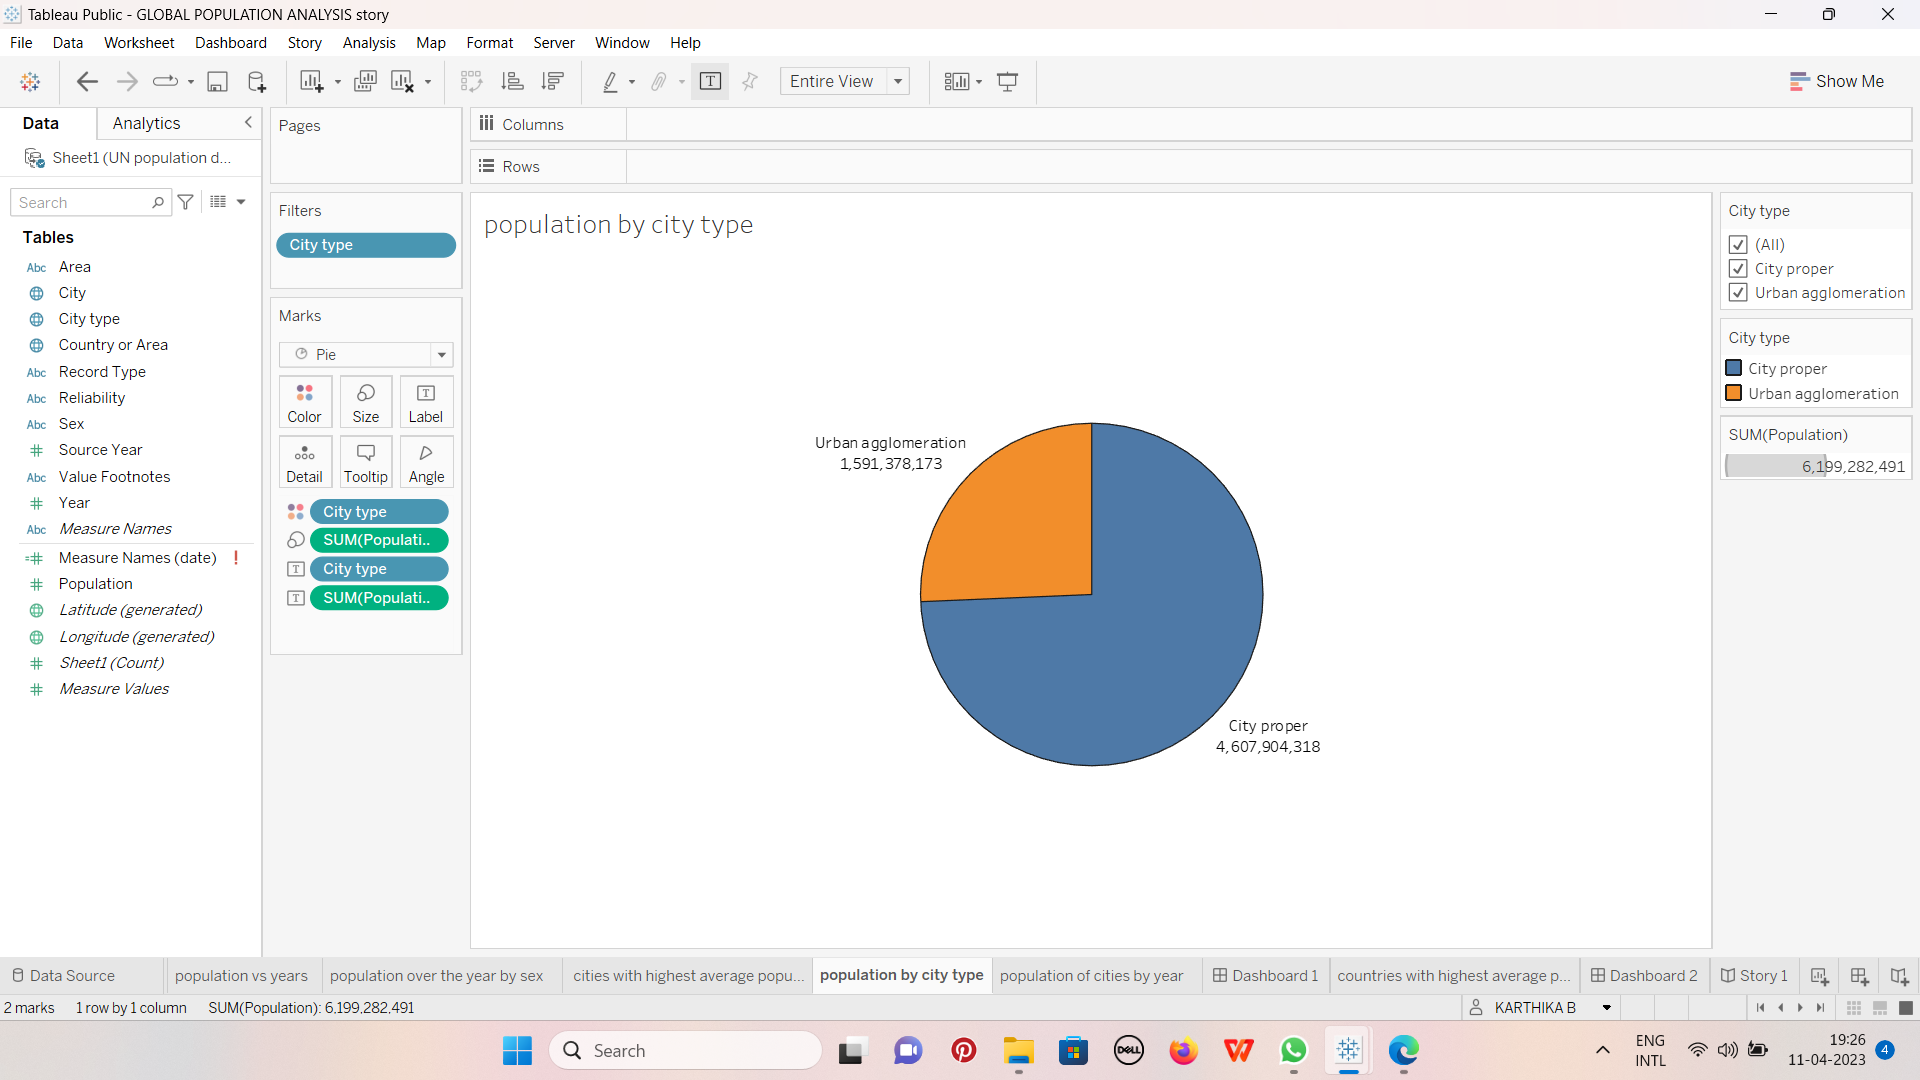 Tableau Public - GLOBAL POPULATION ANALYSIS story
File Data Worksheet Dashboard Story Analysis Map Format Server Window Help
Entire View
Show Me
Data Analytics
Sheet1 (UN population d...
Search
Tables
Abc Area
City
City type
Country or Area
Abc Record Type
Abc Reliability
Abc Sex
# Source Year
Abc Value Footnotes
# Year
Abc Measure Names
=# Measure Names (date) !
# Population
Latitude (generated)
Longitude (generated)
# Sheet1 (Count)
# Measure Values
Pages
Filters
City type
Marks
Pie
Color Size Label
Detail Tooltip Angle
City type
SUM(Populati..
City type
SUM(Populati..
Columns
Rows
population by city type
Urban agglomeration
1,591,378,173
City proper
4,607,904,318
City type
(All)
City proper
Urban agglomeration
City type
City proper
Urban agglomeration
SUM(Population)
6,199,282,491
Data Source population vs years population over the year by sex cities with highest average popu... population by city type population of cities by year Dashboard 1 countries with highest average p... Dashboard 2 Story 1
2 marks 1 row by 1 column SUM(Population): 6,199,282,491 KARTHIKA B
Search
DELL
ENG
INTL
19:26
11-04-2023
4